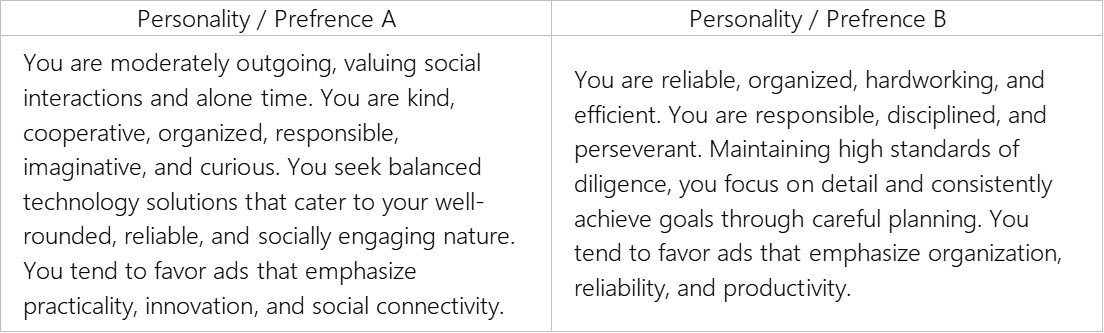 Personality / Prefrence A
Personality / Prefrence B
You are moderately outgoing, valuing social
interactions and alone time. You are kind,
cooperative, organized, responsible,
imaginative, and curious. You seek balanced
technology solutions that cater to your well-
rounded, reliable, and socially engaging nature.
You tend to favor ads that emphasize
practicality, innovation, and social connectivity.
You are reliable, organized, hardworking, and
efficient. You are responsible, disciplined, and
perseverant. Maintaining high standards of
diligence, you focus on detail and consistently
achieve goals through careful planning. You
tend to favor ads that emphasize organization,
reliability, and productivity.